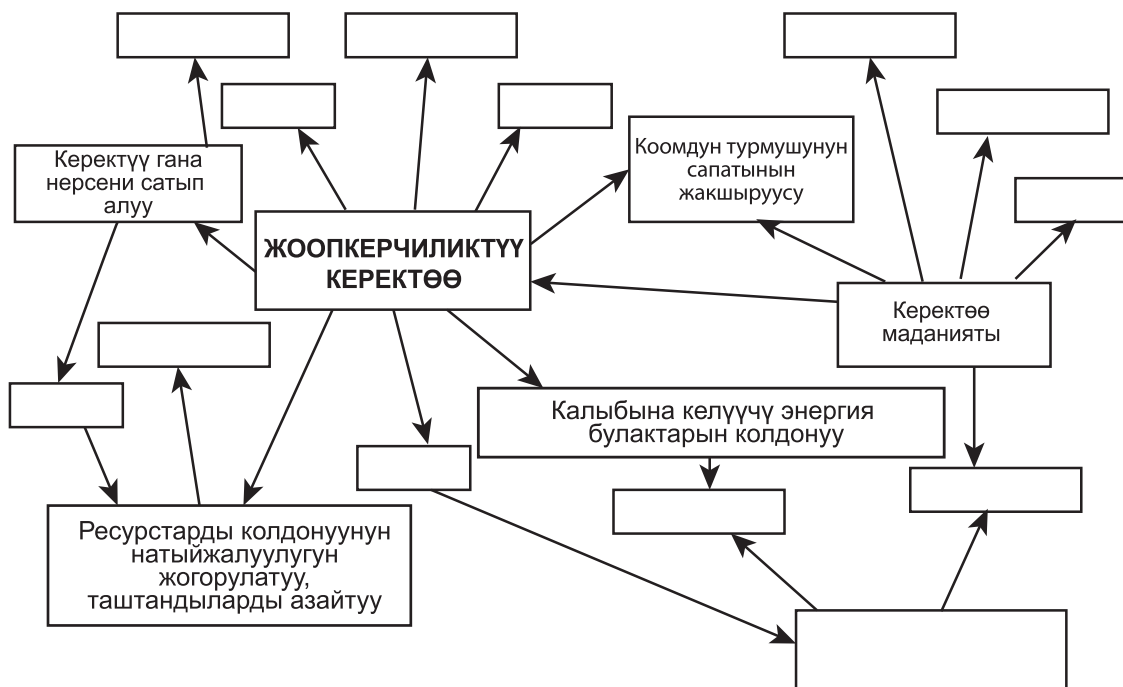 Керектүү гана
нерсени сатып
алуу
Коомдун турмушунун
сапатынын
жакшыруусу
ЖООПКЕРЧИЛИКТҮҮ
КЕРЕКТӨӨ
Керектөө
маданияты
Калыбына келүүчү энергия
булактарын колдонуу
Ресурстарды колдонуунун
натыйжалуулугун
жогорулатуу,
таштандыларды азайтуу